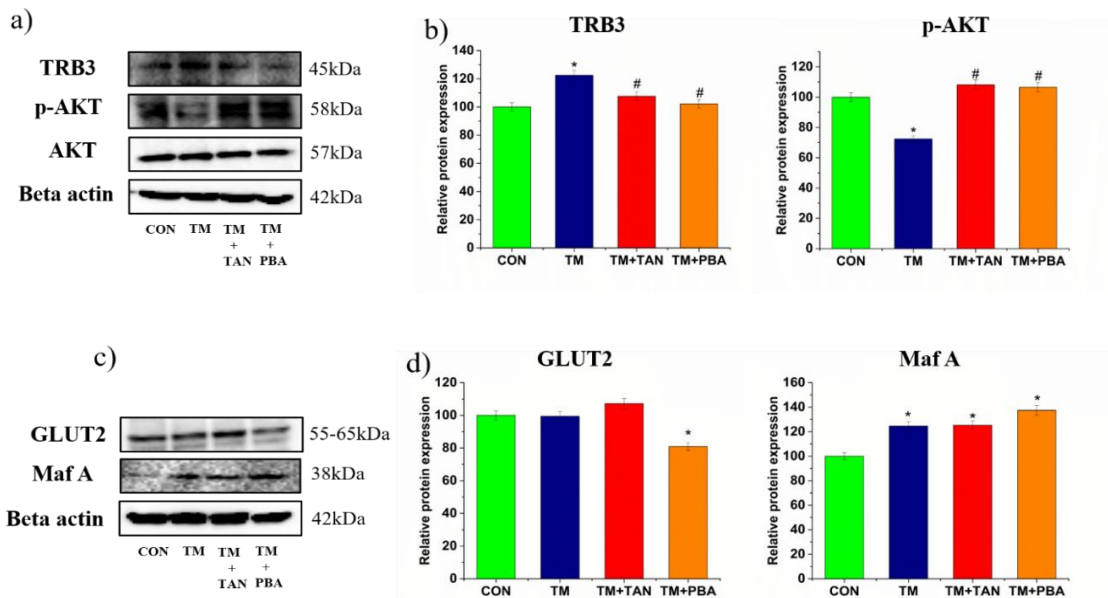 a)
TRB3
45kDa
p-AKT
58kDa
AKT
57kDa
Beta actin
42kDa
CON TM TM + TAN TM + PBA
b)
TRB3
Relative protein expression
140
120
100
80
60
40
20
0
*
#
#
CON TM TM+TAN TM+PBA
p-AKT
Relative protein expression
120
100
80
60
40
20
0
*
#
#
CON TM TM+TAN TM+PBA
c)
GLUT2
55-65kDa
Maf A
38kDa
Beta actin
42kDa
CON TM TM + TAN TM + PBA
d)
GLUT2
Relative protein expression
120
100
80
60
40
20
0
*
CON TM TM+TAN TM+PBA
Maf A
Relative protein expression
160
140
120
100
80
60
40
20
0
*
*
*
CON TM TM+TAN TM+PBA